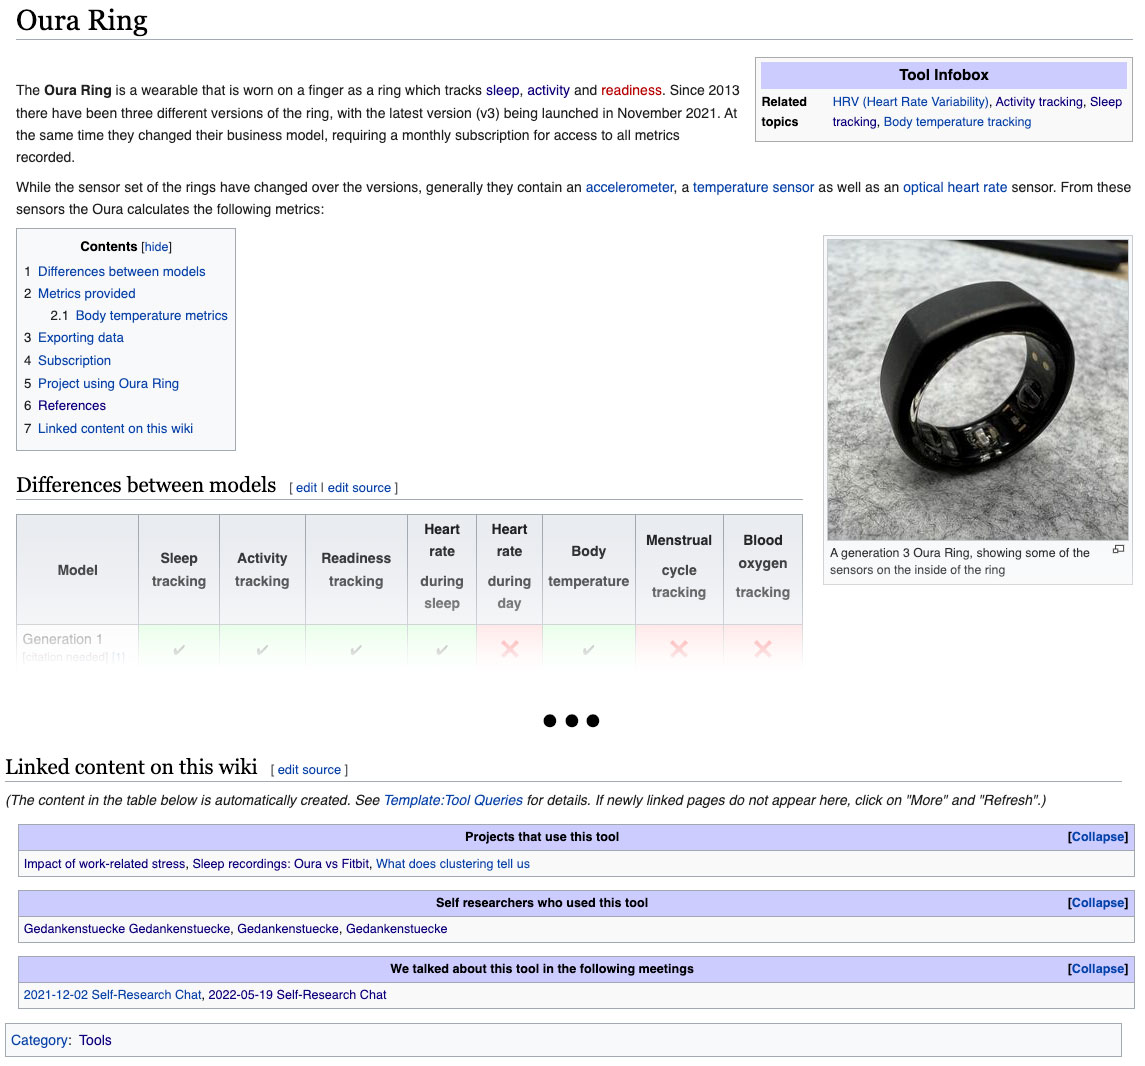 Oura Ring
The Oura Ring is a wearable that is worn on a finger as a ring which tracks sleep, activity and readiness. Since 2013
there have been three different versions of the ring, with the latest version (v3) being launched in November 2021. At
the same time they changed their business model, requiring a monthly subscription for access to all metrics
recorded.
Tool Infobox
Related topics HRV (Heart Rate Variability), Activity tracking, Sleep
tracking, Body temperature tracking
While the sensor set of the rings have changed over the versions, generally they contain an accelerometer, a temperature sensor as well as an optical heart rate sensor. From these
sensors the Oura calculates the following metrics:
Contents [hide]
1 Differences between models
2 Metrics provided
2.1 Body temperature metrics
3 Exporting data
4 Subscription
5 Project using Oura Ring
6 References
7 Linked content on this wiki
A generation 3 Oura Ring, showing some of the
sensors on the inside of the ring
Differences between models [ edit | edit source ]
Model
Sleep tracking
Activity tracking
Readiness tracking
Heart rate during sleep
Heart rate during day
Body temperature
Menstrual cycle tracking
Blood oxygen tracking
Generation 1
[citation needed] [1]
✔ ✔ ✔ ✔ ❌ ✔ ❌ ❌
Linked content on this wiki [ edit source ]
(The content in the table below is automatically created. See Template:Tool Queries for details. If newly linked pages do not appear here, click on "More" and "Refresh".)
Projects that use this tool [Collapse]
Impact of work-related stress, Sleep recordings: Oura vs Fitbit, What does clustering tell us
Self researchers who used this tool [Collapse]
Gedankenstuecke Gedankenstuecke, Gedankenstuecke, Gedankenstuecke
We talked about this tool in the following meetings [Collapse]
2021-12-02 Self-Research Chat, 2022-05-19 Self-Research Chat
Category: Tools